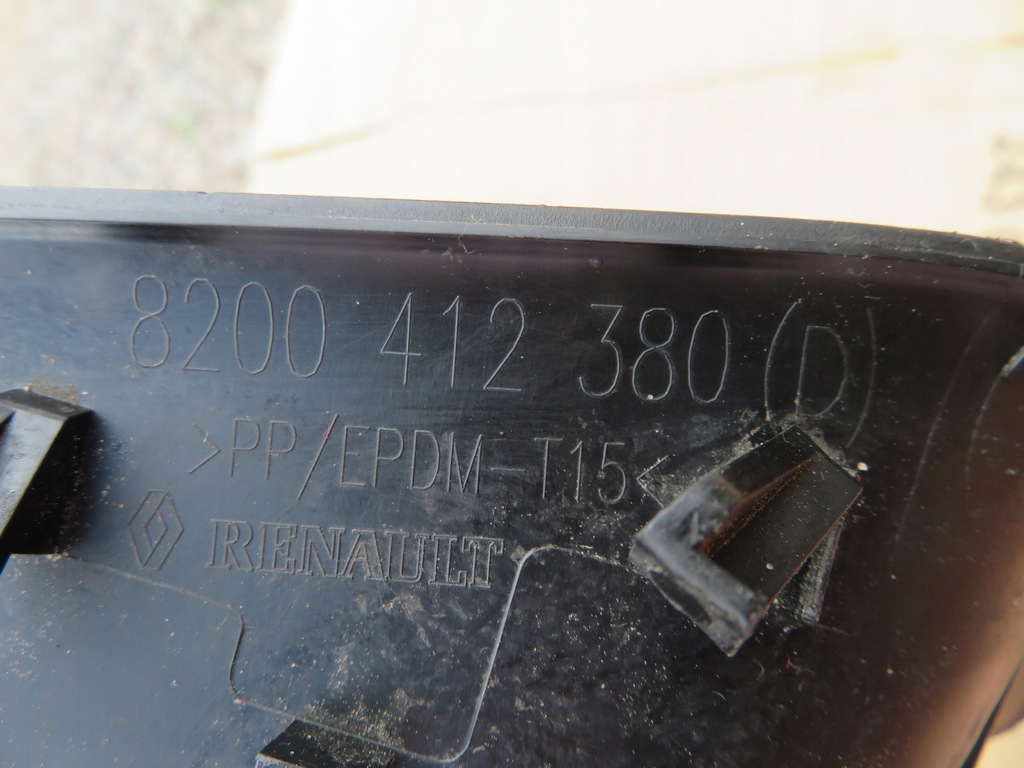 8200 412 380 (D)
>PP/EPDM-T15<
RENAULT